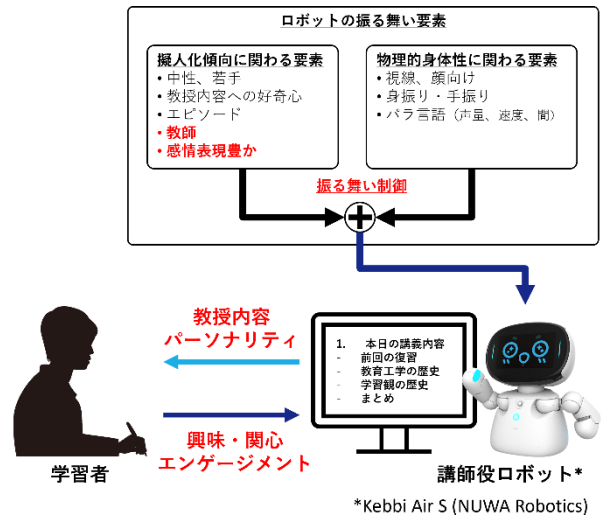 ロボットの振る舞い要素
擬人化傾向に関わる要素
• 中性、若手
• 教授内容への好奇心
• エピソード
• 教師
• 感情表現豊か
物理的身体性に関わる要素
• 視線、顔向け
• 身振り・手振り
• パラ言語（声量、速度、間）
振る舞い制御
教授内容
パーソナリティ
1. 本日の講義内容
- 前回の復習
- 教育工学の歴史
- 学習観の歴史
- まとめ
興味・関心
エンゲージメント
学習者
講師役ロボット*
*Kebbi Air S (NUWA Robotics)